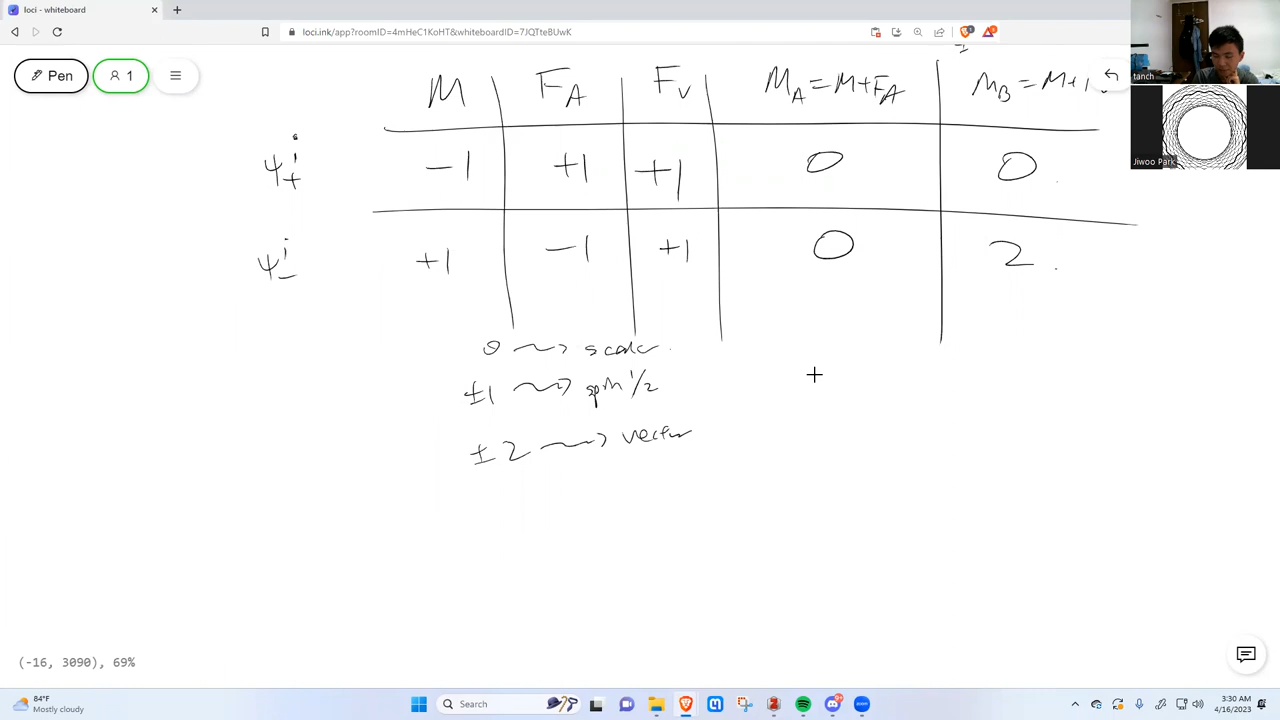 loci - whiteboard
loci.ink/app?roomID=4mHeC1KoHT&whiteboardID=7JQTteBUwK
Pen
1
tanch
Jiwoo Park
M F_A F_V M_A = M+F_A M_B = M+
ψ₊ⁱ −1 +1 +1 0 0
ψ₋ⁱ +1 −1 +1 0 2
0 ⇝ scalar
±1 ⇝ spin 1/2
±2 ⇝ vector
(-16, 3090), 69%
84°F
Mostly cloudy
Search
3:30 AM
4/16/2023